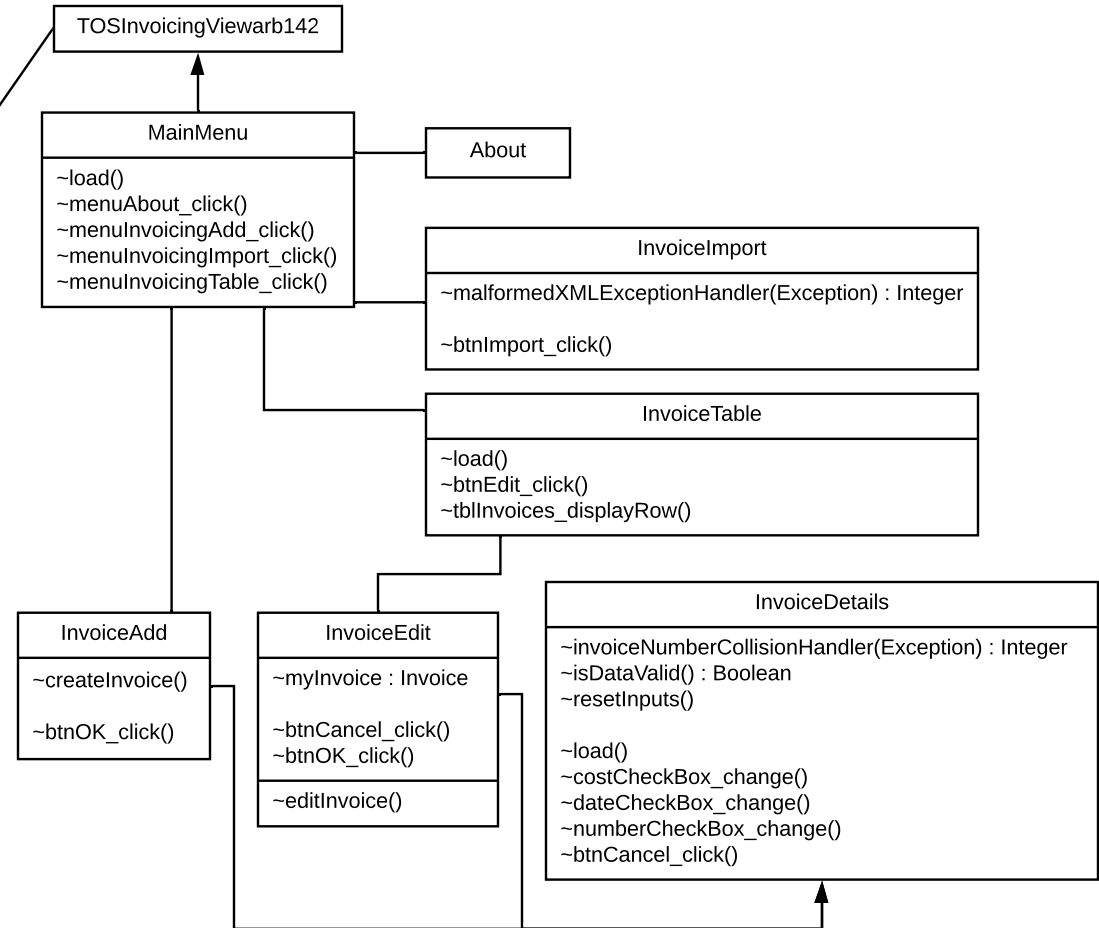 TOSInvoicingViewarb142
MainMenu
~load()
~menuAbout_click()
~menuInvoicingAdd_click()
~menuInvoicingImport_click()
~menuInvoicingTable_click()
About
InvoiceImport
~malformedXMLExceptionHandler(Exception) : Integer
~btnImport_click()
InvoiceTable
~load()
~btnEdit_click()
~tblInvoices_displayRow()
InvoiceAdd
~createInvoice()
~btnOK_click()
InvoiceEdit
~myInvoice : Invoice
~btnCancel_click()
~btnOK_click()
~editInvoice()
InvoiceDetails
~invoiceNumberCollisionHandler(Exception) : Integer
~isDataValid() : Boolean
~resetInputs()
~load()
~costCheckBox_change()
~dateCheckBox_change()
~numberCheckBox_change()
~btnCancel_click()